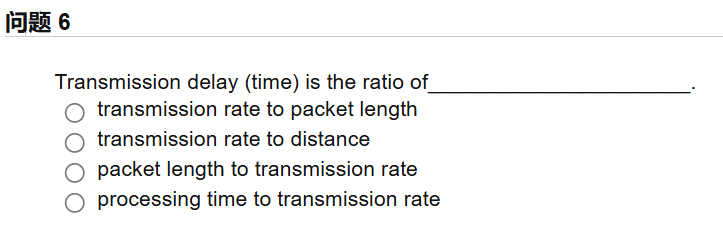 问题 6
Transmission delay (time) is the ratio of______________________.
transmission rate to packet length
transmission rate to distance
packet length to transmission rate
processing time to transmission rate